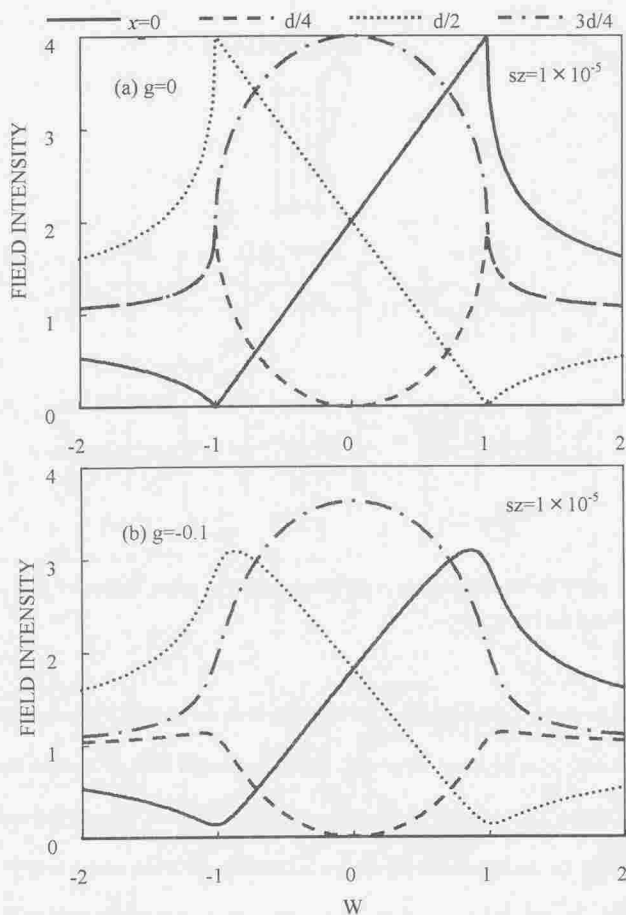 x=0 d/4 d/2 3d/4
4
(a) g=0
sz=1 × 10-5
3
FIELD INTENSITY
2
1
0
-2 -1 0 1 2
4
(b) g=-0.1
sz=1 × 10-5
3
FIELD INTENSITY
2
1
0
-2 -1 0 1 2
W